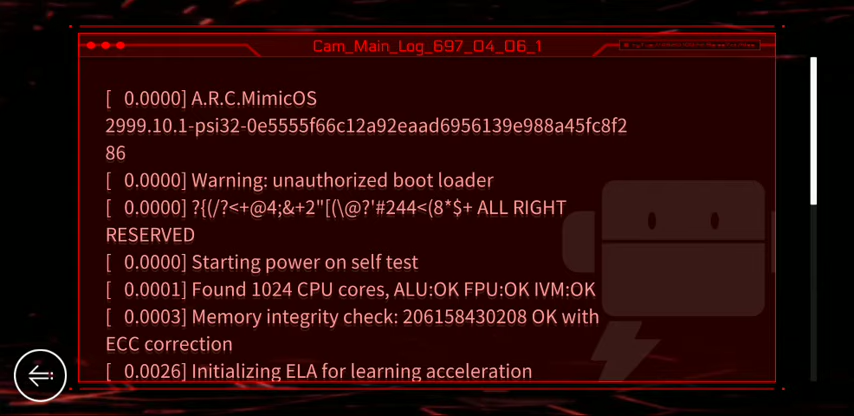 Cam_Main_Log_697_04_06_1
[ 0.0000] A.R.C.MimicOS
2999.10.1-psi32-0e5555f66c12a92eaad6956139e988a45fc8f2
86
[ 0.0000] Warning: unauthorized boot loader
[ 0.0000] ?{(/?<+@4;&+2"[(\@?'#244<(8*$+ ALL RIGHT
RESERVED
[ 0.0000] Starting power on self test
[ 0.0001] Found 1024 CPU cores, ALU:OK FPU:OK IVM:OK
[ 0.0003] Memory integrity check: 206158430208 OK with
ECC correction
[ 0.0026] Initializing ELA for learning acceleration